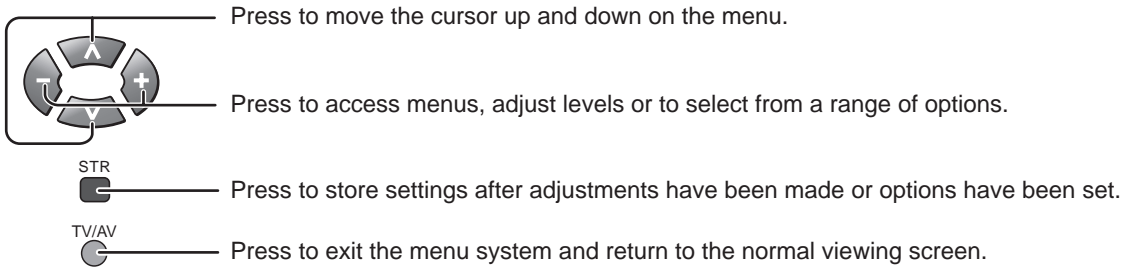 Press to move the cursor up and down on the menu.
∧
− +
∨
Press to access menus, adjust levels or to select from a range of options.
STR
Press to store settings after adjustments have been made or options have been set.
TV/AV
Press to exit the menu system and return to the normal viewing screen.